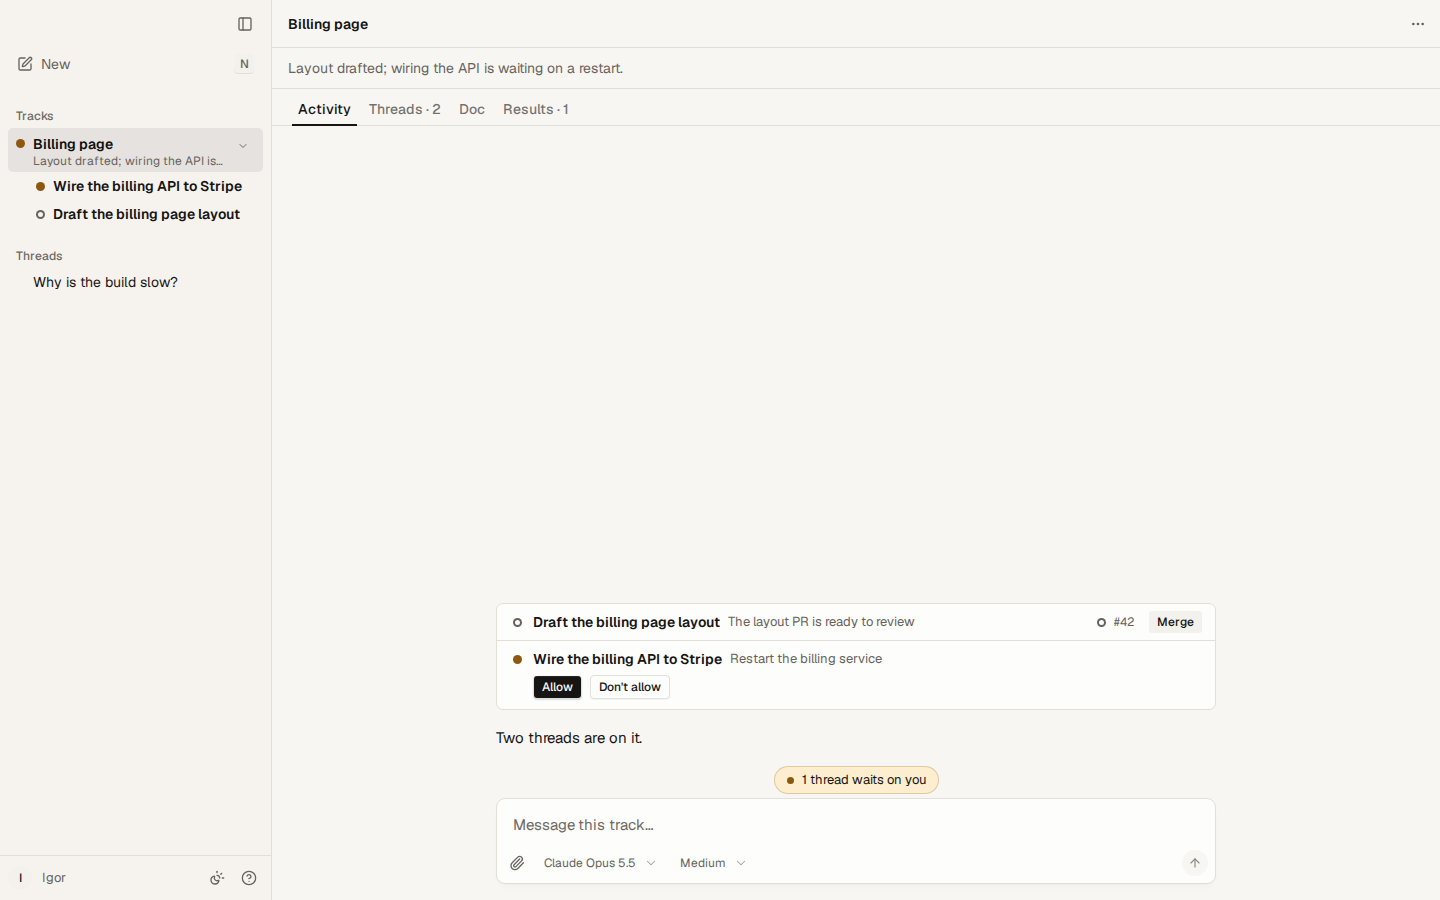 Billing page
New
N
Layout drafted; wiring the API is waiting on a restart.
Activity
Threads · 2
Doc
Results · 1
Tracks
Billing page
Layout drafted; wiring the API is…
Wire the billing API to Stripe
Draft the billing page layout
Threads
Why is the build slow?
Draft the billing page layout The layout PR is ready to review #42 Merge
Wire the billing API to Stripe Restart the billing service
Allow Don't allow
Two threads are on it.
1 thread waits on you
Message this track…
Claude Opus 5.5 Medium
I Igor